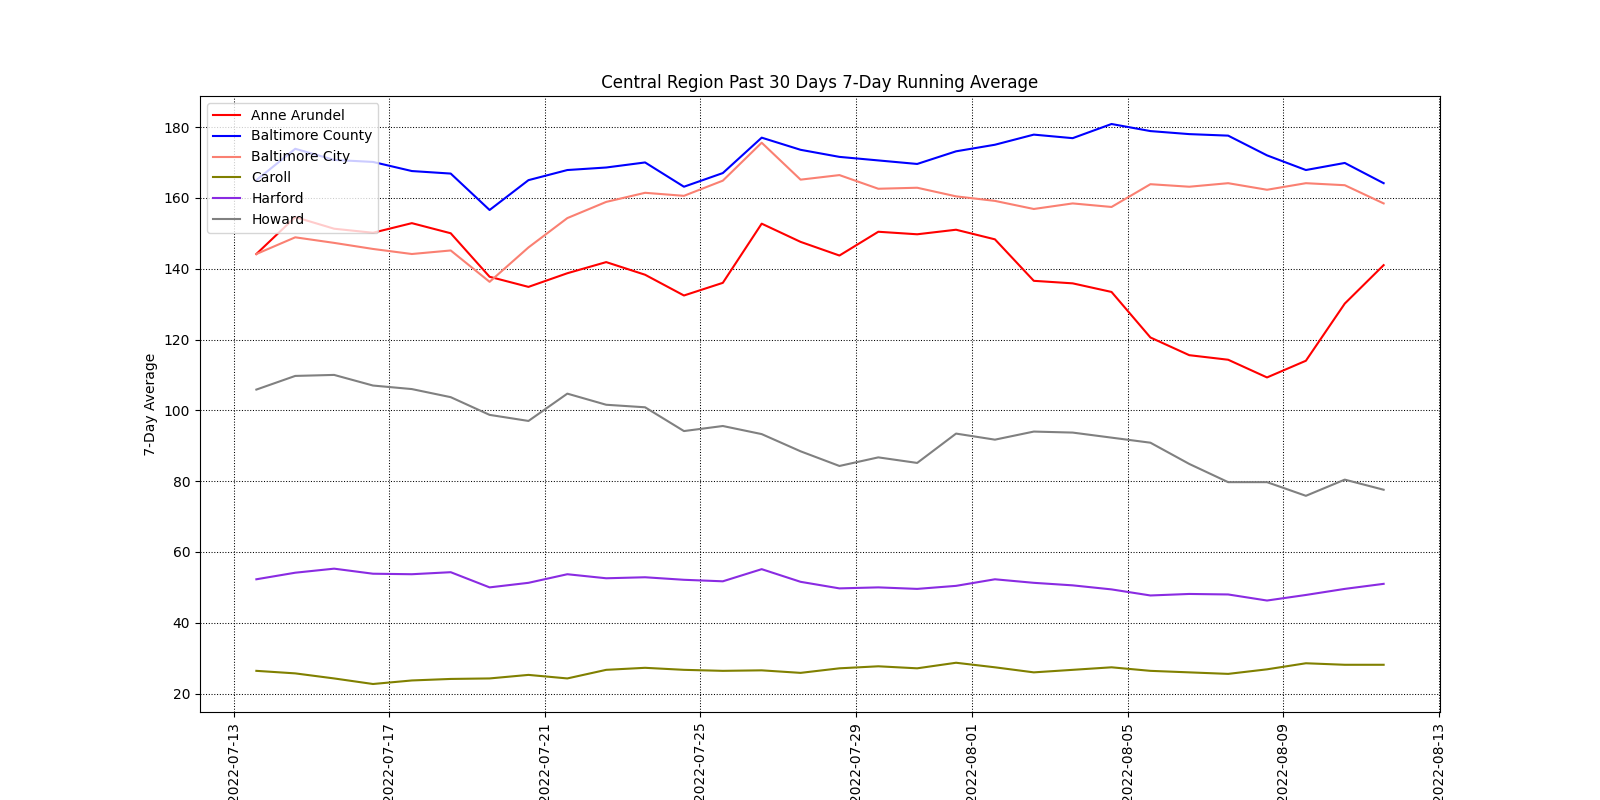 Central Region Past 30 Days 7-Day Running Average
Anne Arundel
Baltimore County
Baltimore City
Caroll
Harford
Howard
7-Day Average
180
160
140
120
100
80
60
40
20
2022-07-13
2022-07-17
2022-07-21
2022-07-25
2022-07-29
2022-08-01
2022-08-05
2022-08-09
2022-08-13